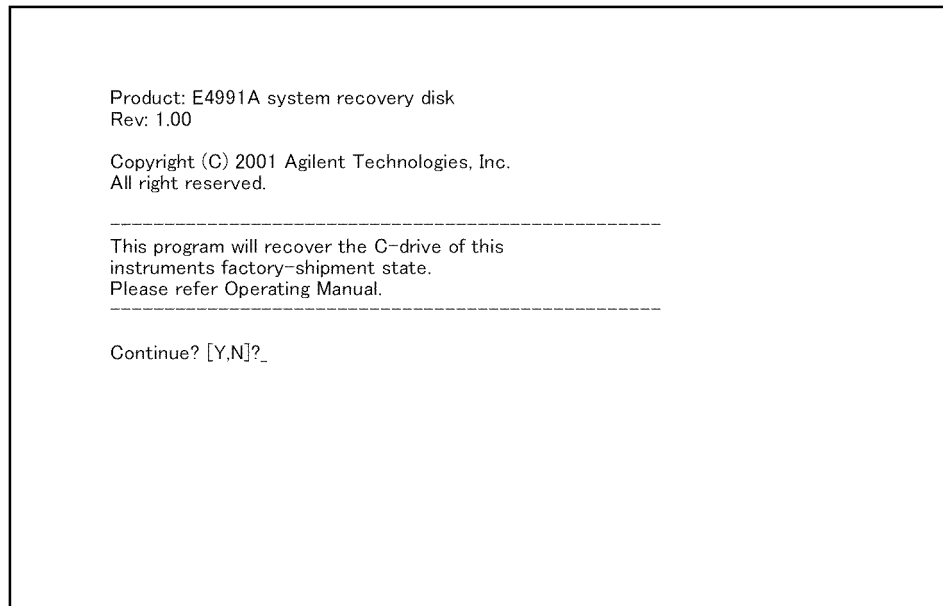 Product: E4991A system recovery disk
Rev: 1.00
Copyright (C) 2001 Agilent Technologies, Inc.
All right reserved.
------------------------------------------------------
This program will recover the C-drive of this
instruments factory-shipment state.
Please refer Operating Manual.
------------------------------------------------------
Continue? [Y,N]?_